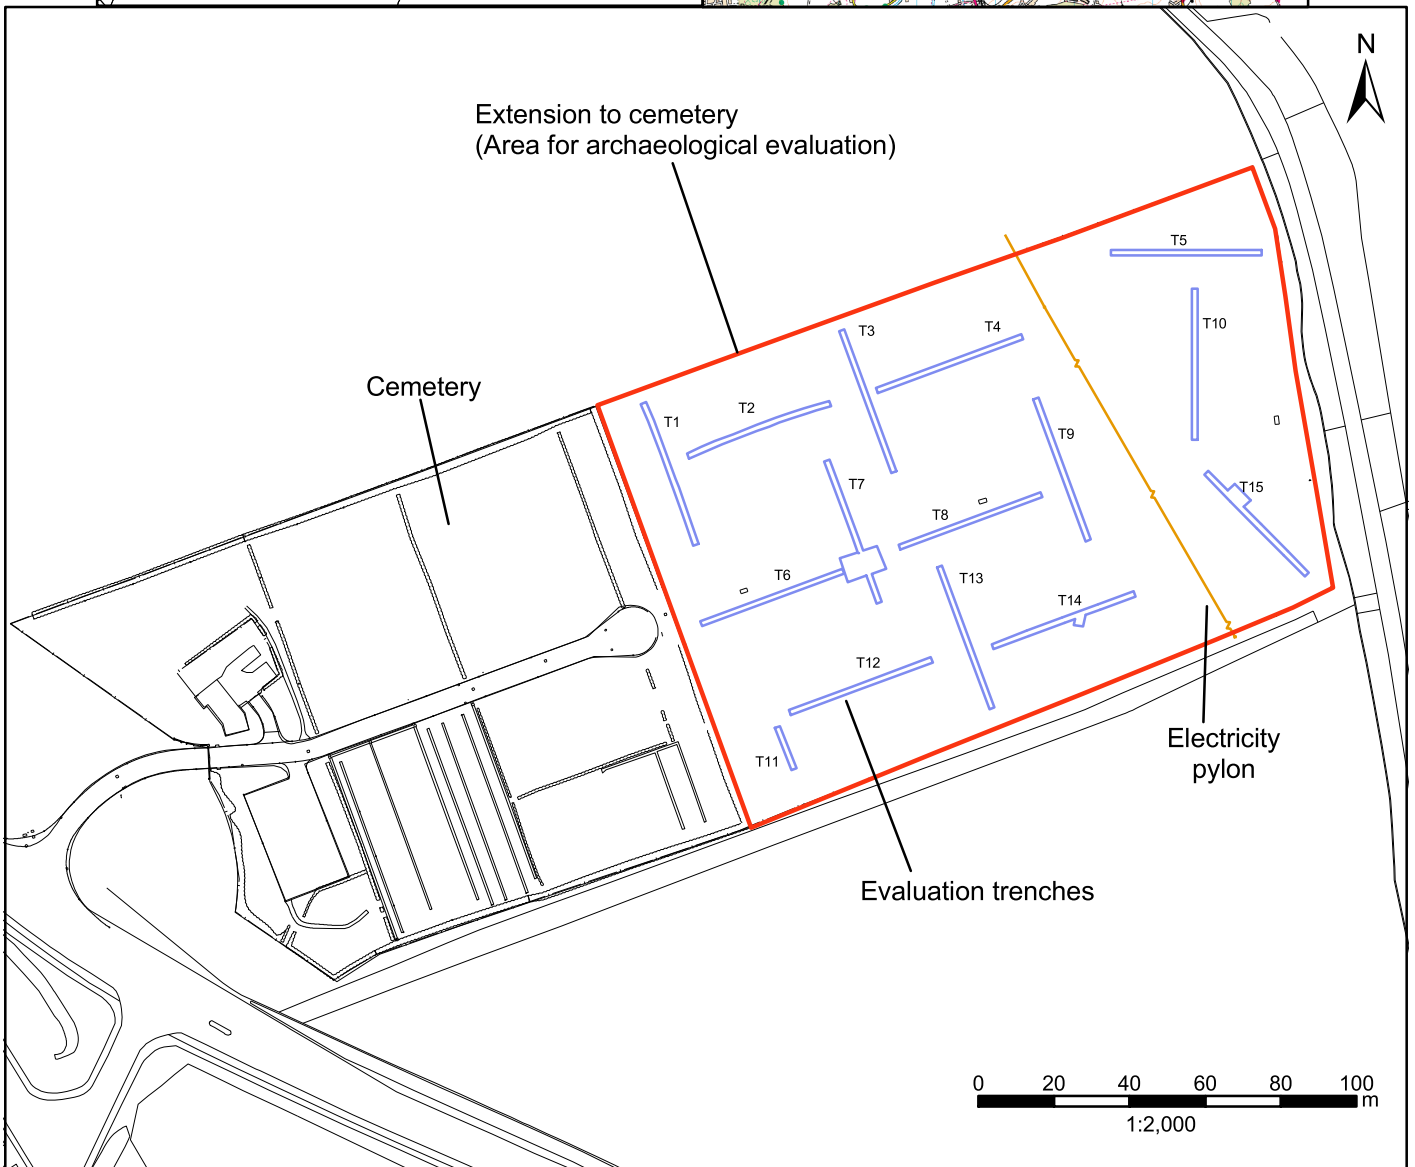 N
Extension to cemetery
(Area for archaeological evaluation)
T5
T10
T3
T4
Cemetery
T1
T2
T9
T7
T15
T8
T6
T13
T14
T12
Electricity
pylon
T11
Evaluation trenches
0 20 40 60 80 100
m
1:2,000